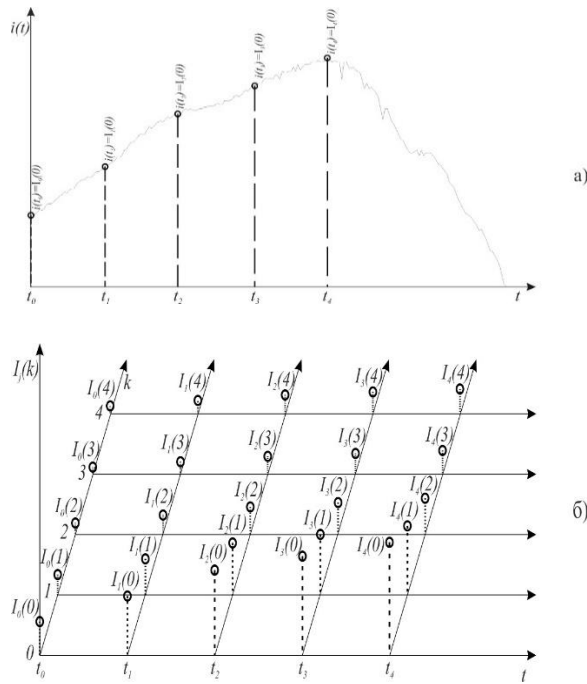 i(t)
i(t₀)=I₀(0)
i(t₁)=I₁(0)
i(t₂)=I₂(0)
i(t₃)=I₃(0)
i(t₄)=I₄(0)
а)
t₀ t₁ t₂ t₃ t₄ t
Iⱼ(k) k
I₀(4) I₁(4) I₂(4) I₃(4) I₄(4)
4
I₀(3) I₁(3) I₂(3) I₃(3) I₄(3)
3
I₀(2) I₁(2) I₂(2) I₃(2) I₄(2)
2
I₀(1) I₁(1) I₂(1) I₃(1) I₄(1)
1
I₀(0) I₁(0) I₂(0) I₃(0) I₄(0)
0
б)
t₀ t₁ t₂ t₃ t₄ t